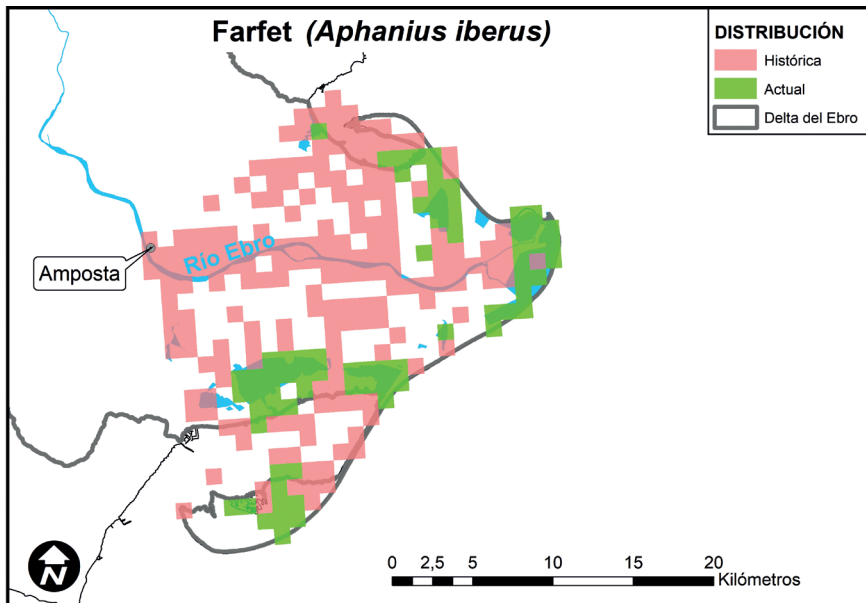 Farfet (Aphanius iberus)
DISTRIBUCIÓN
Histórica
Actual
Delta del Ebro
Río Ebro
Amposta
N
0 2,5 5 10 15 20
Kilómetros